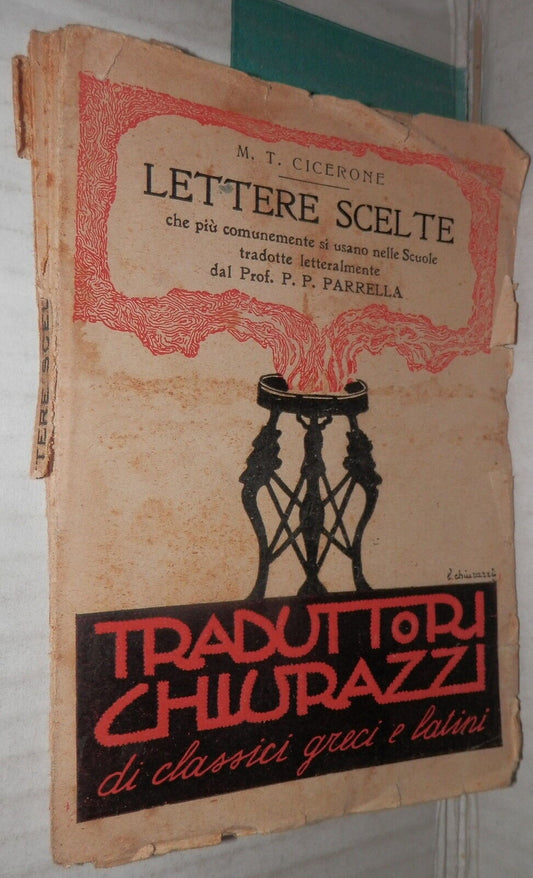 M. T. CICERONE
LETTERE SCELTE
che più comunemente si usano nelle Scuole
tradotte letteralmente
dal Prof. P. P. PARRELLA
TERE SCEL
E. Chiurazzi
TRADUTTORI
CHIURAZZI
di classici greci e latini